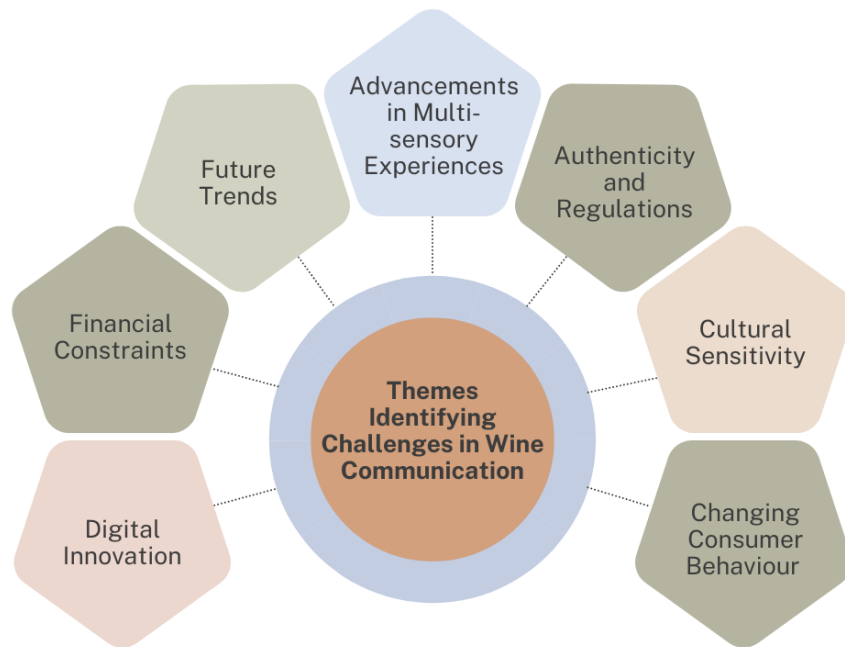 Advancements
in Multi-
sensory
Experiences
Future
Trends
Authenticity
and
Regulations
Financial
Constraints
Cultural
Sensitivity
Themes
Identifying
Challenges in Wine
Communication
Digital
Innovation
Changing
Consumer
Behaviour